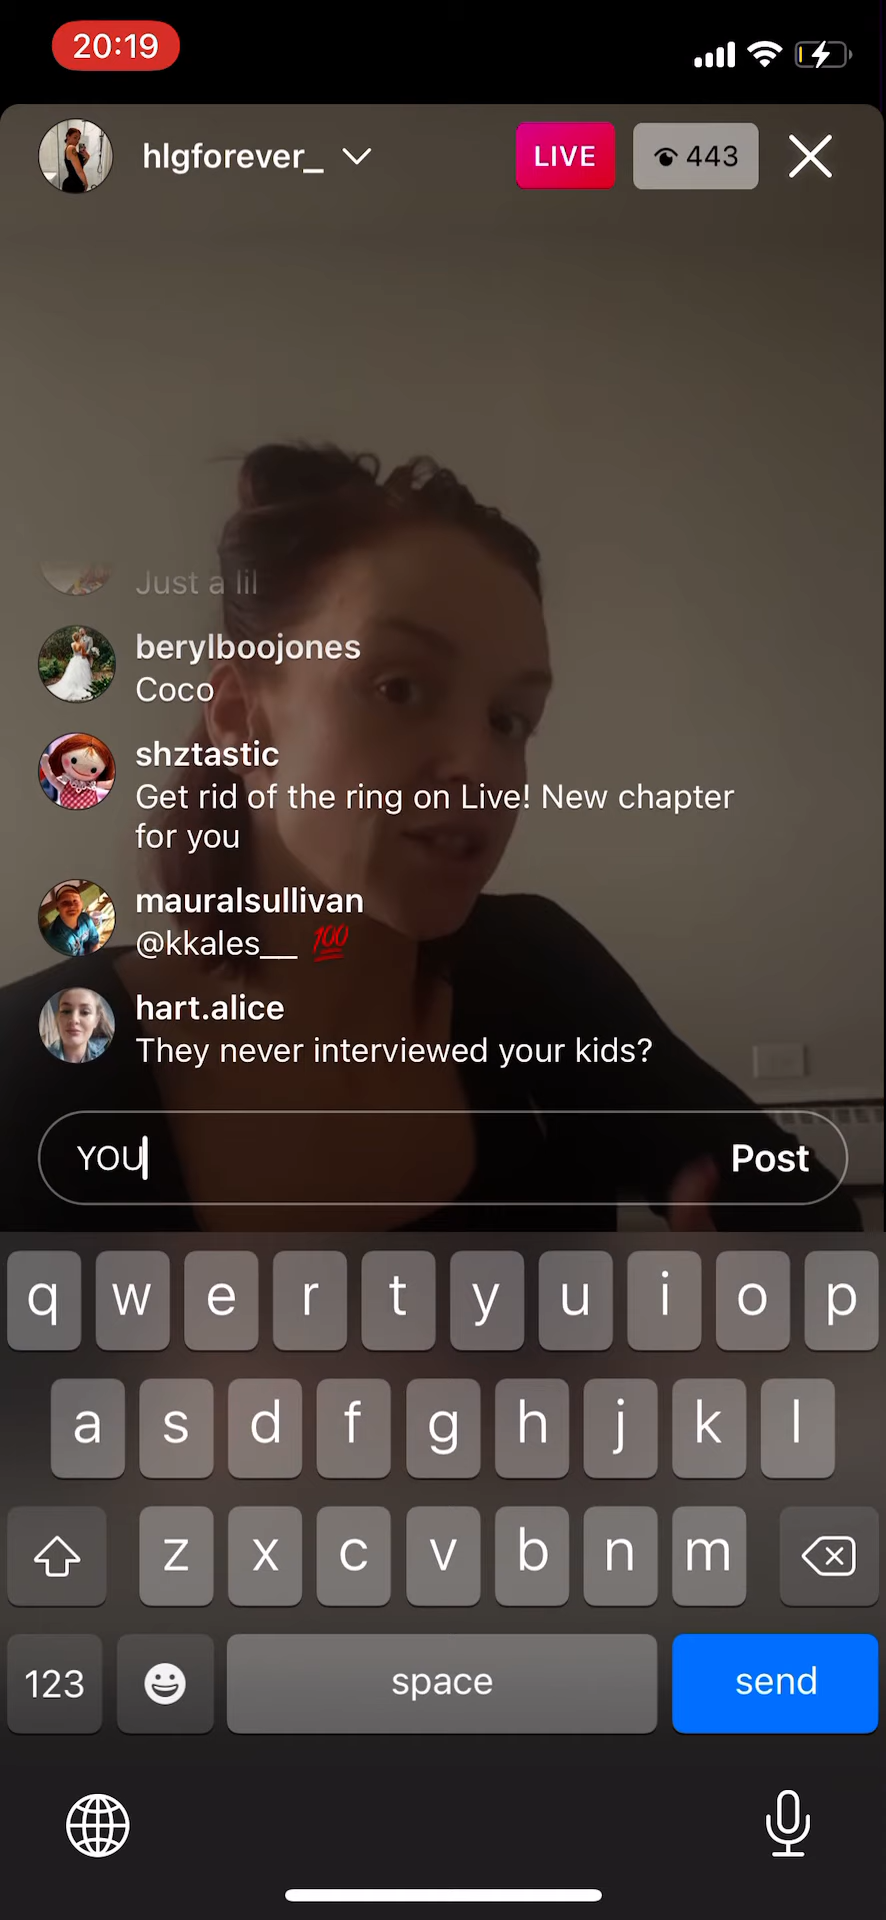 20:19
hlgforever_
LIVE
443
Just a lil
berylboojones
Coco
shztastic
Get rid of the ring on Live! New chapter
for you
mauralsullivan
@kkales__ 💯
hart.alice
They never interviewed your kids?
YOU
Post
q w e r t y u i o p
a s d f g h j k l
z x c v b n m
123
space
send